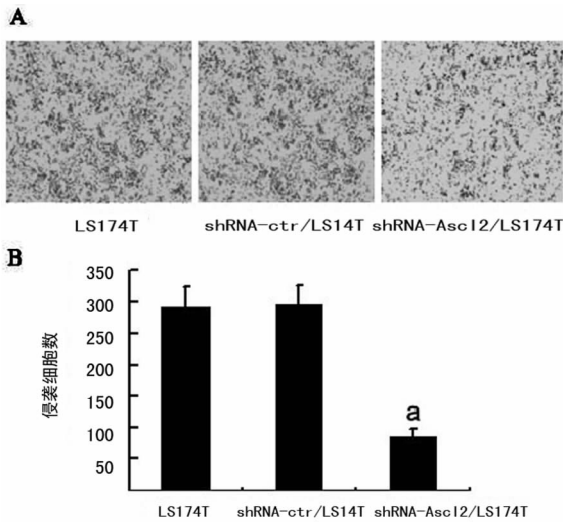 A
LS174T
shRNA-ctr/LS14T
shRNA-Ascl2/LS174T
B
侵袭细胞数
350
300
250
200
150
100
50
a
LS174T
shRNA-ctr/LS14T
shRNA-Ascl2/LS174T